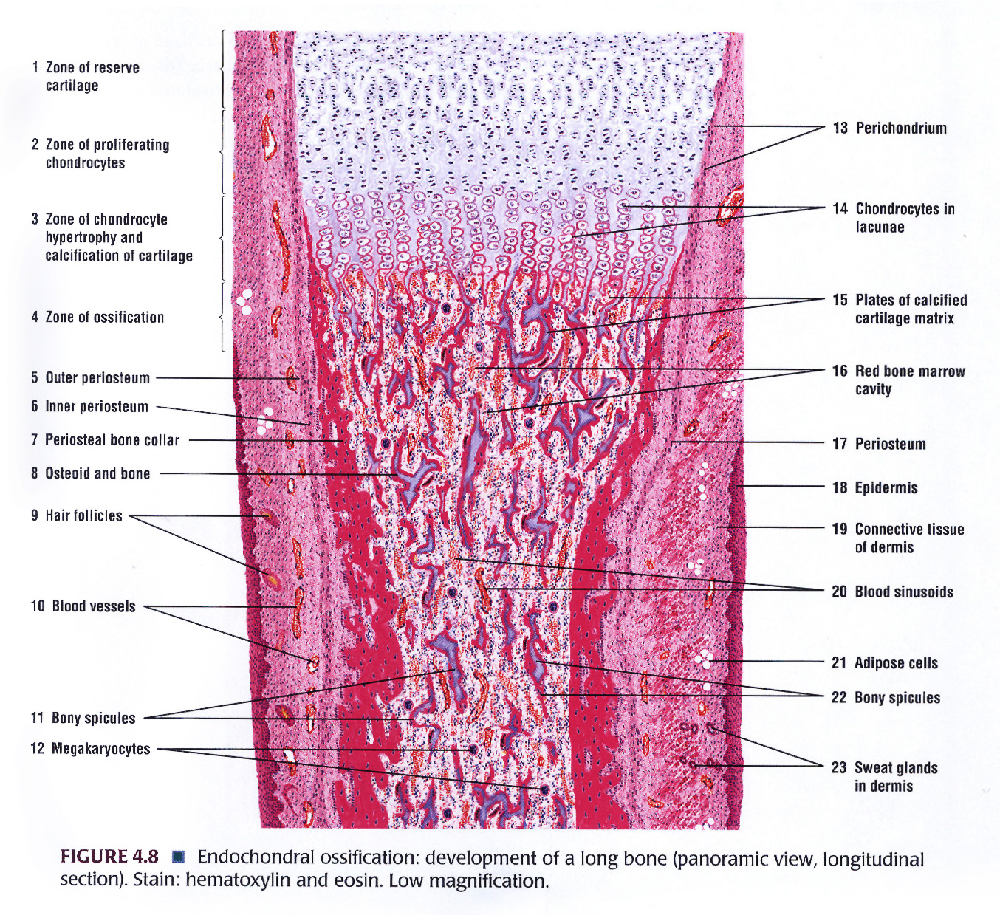 1 Zone of reserve
cartilage
2 Zone of proliferating
chondrocytes
3 Zone of chondrocyte
hypertrophy and
calcification of cartilage
4 Zone of ossification
5 Outer periosteum
6 Inner periosteum
7 Periosteal bone collar
8 Osteoid and bone
9 Hair follicles
10 Blood vessels
11 Bony spicules
12 Megakaryocytes
13 Perichondrium
14 Chondrocytes in
lacunae
15 Plates of calcified
cartilage matrix
16 Red bone marrow
cavity
17 Periosteum
18 Epidermis
19 Connective tissue
of dermis
20 Blood sinusoids
21 Adipose cells
22 Bony spicules
23 Sweat glands
in dermis
FIGURE 4.8 ■ Endochondral ossification: development of a long bone (panoramic view, longitudinal
section). Stain: hematoxylin and eosin. Low magnification.